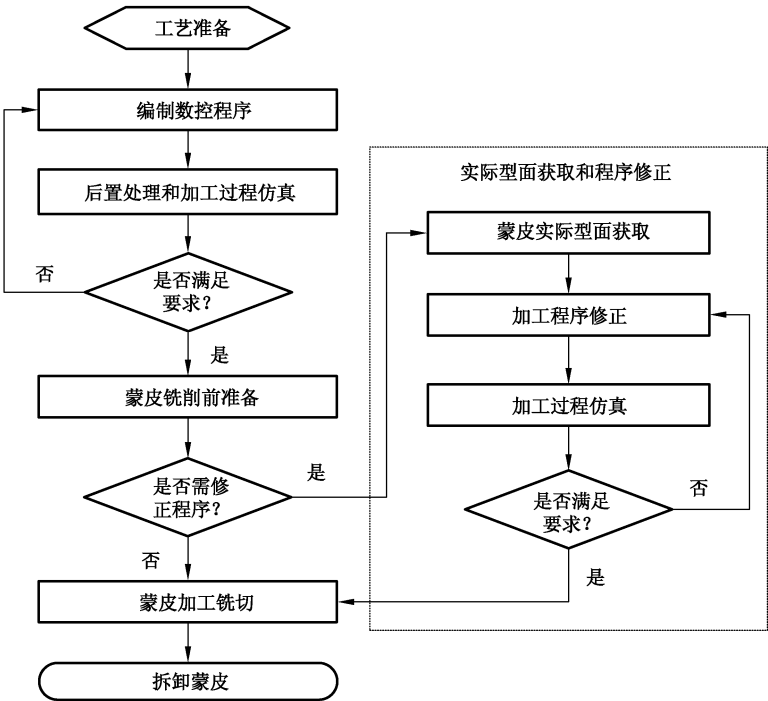 工艺准备
编制数控程序
后置处理和加工过程仿真
否
是否满足
要求？
是
蒙皮铣削前准备
是否需修
正程序？
是
否
蒙皮加工铣切
拆卸蒙皮
实际型面获取和程序修正
蒙皮实际型面获取
加工程序修正
加工过程仿真
是否满足
要求？
否
是